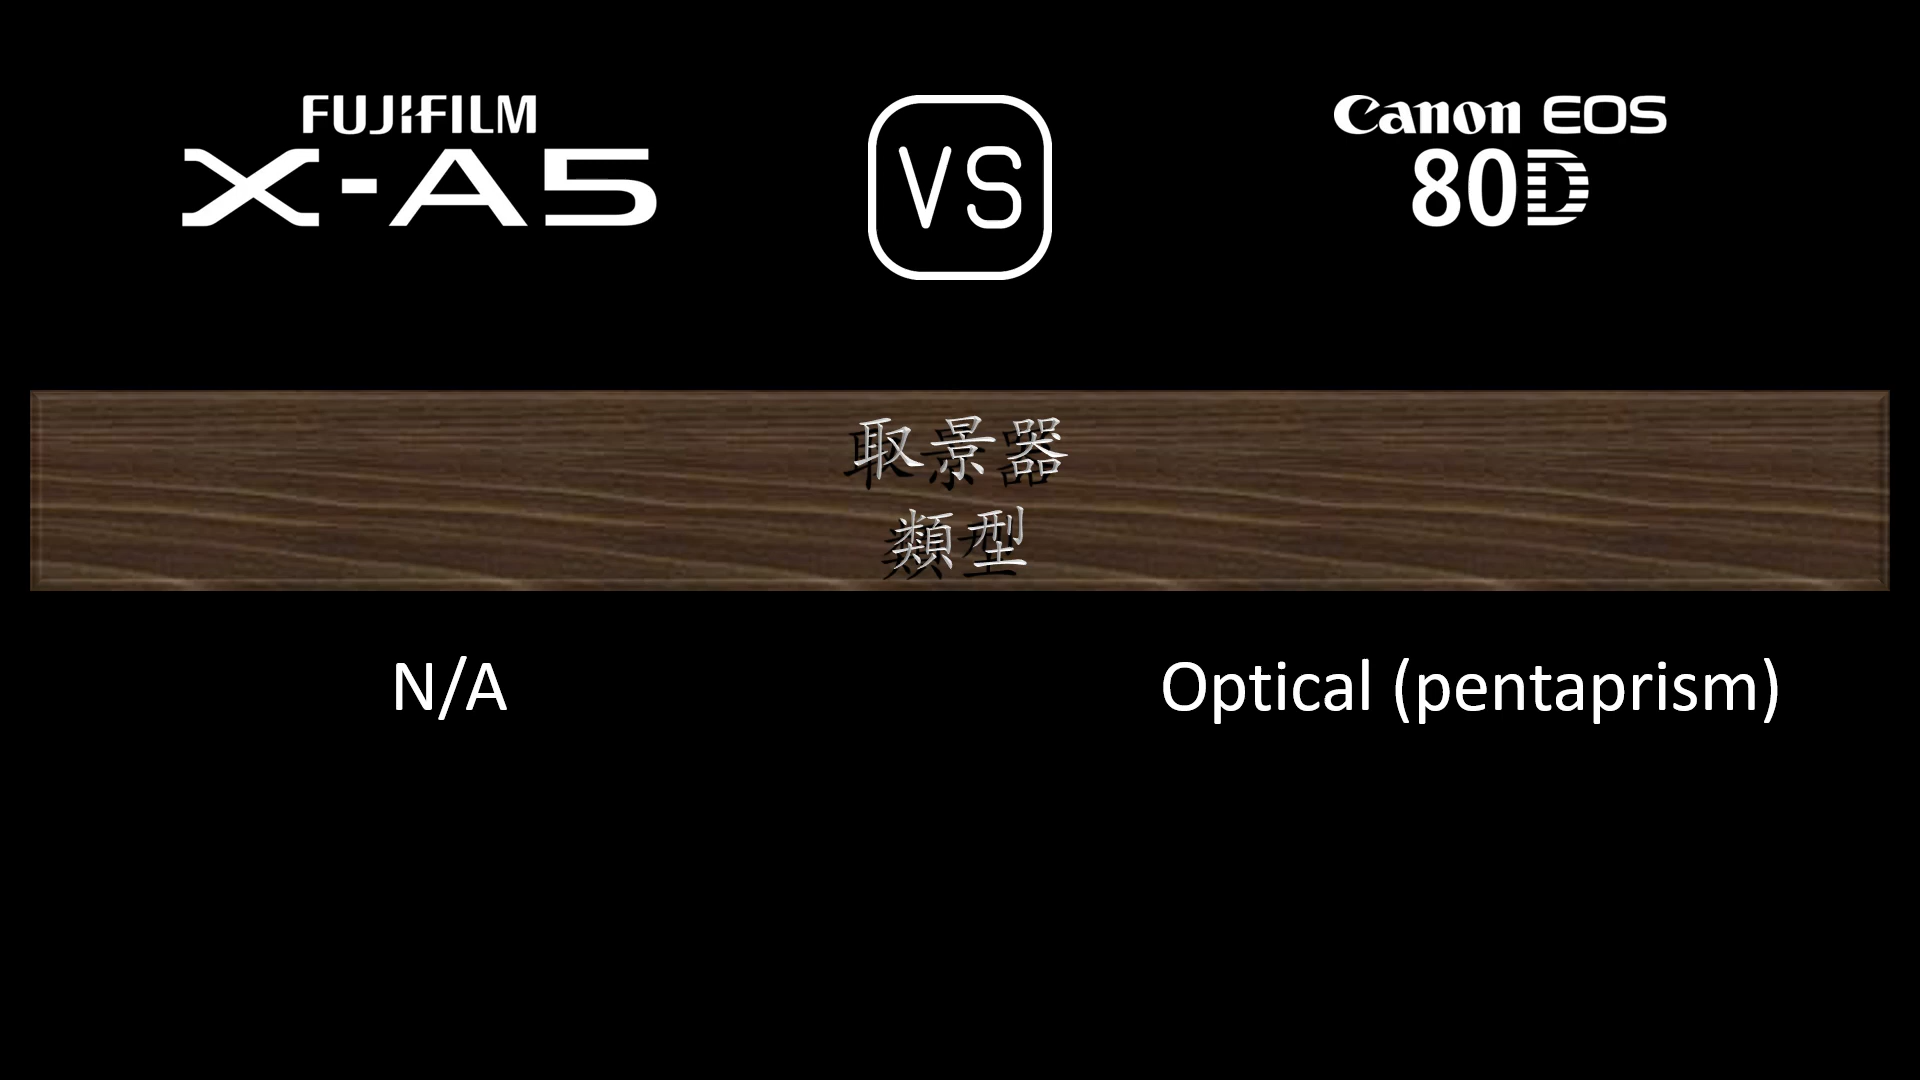 FUJIFILM
X-A5
VS
Canon EOS
80D
取景器
類型
N/A
Optical (pentaprism)